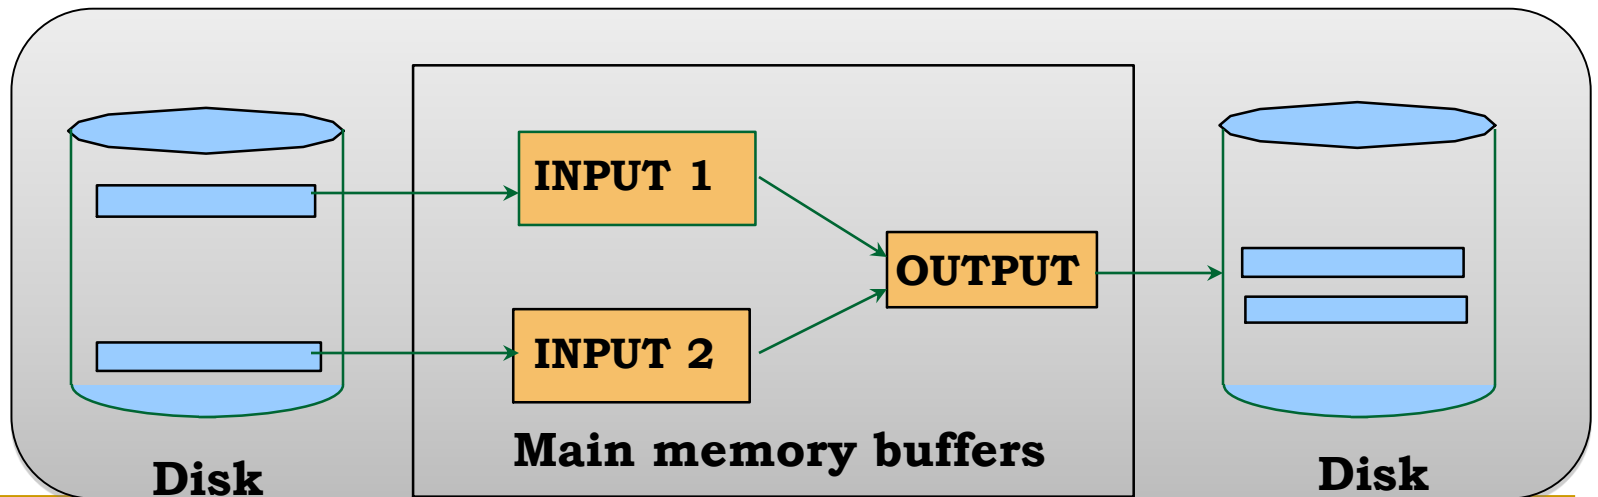 INPUT 1
OUTPUT
INPUT 2
Main memory buffers
Disk
Disk